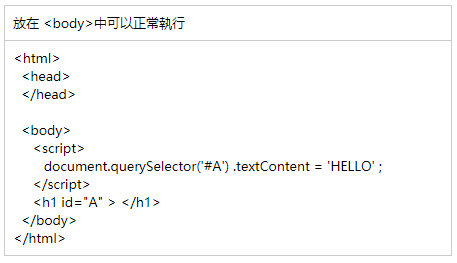 放在 <body>中可以正常執行
<html>
<head>
</head>
<body>
<script>
document.querySelector('#A') .textContent = 'HELLO' ;
</script>
<h1 id="A" > </h1>
</body>
</html>